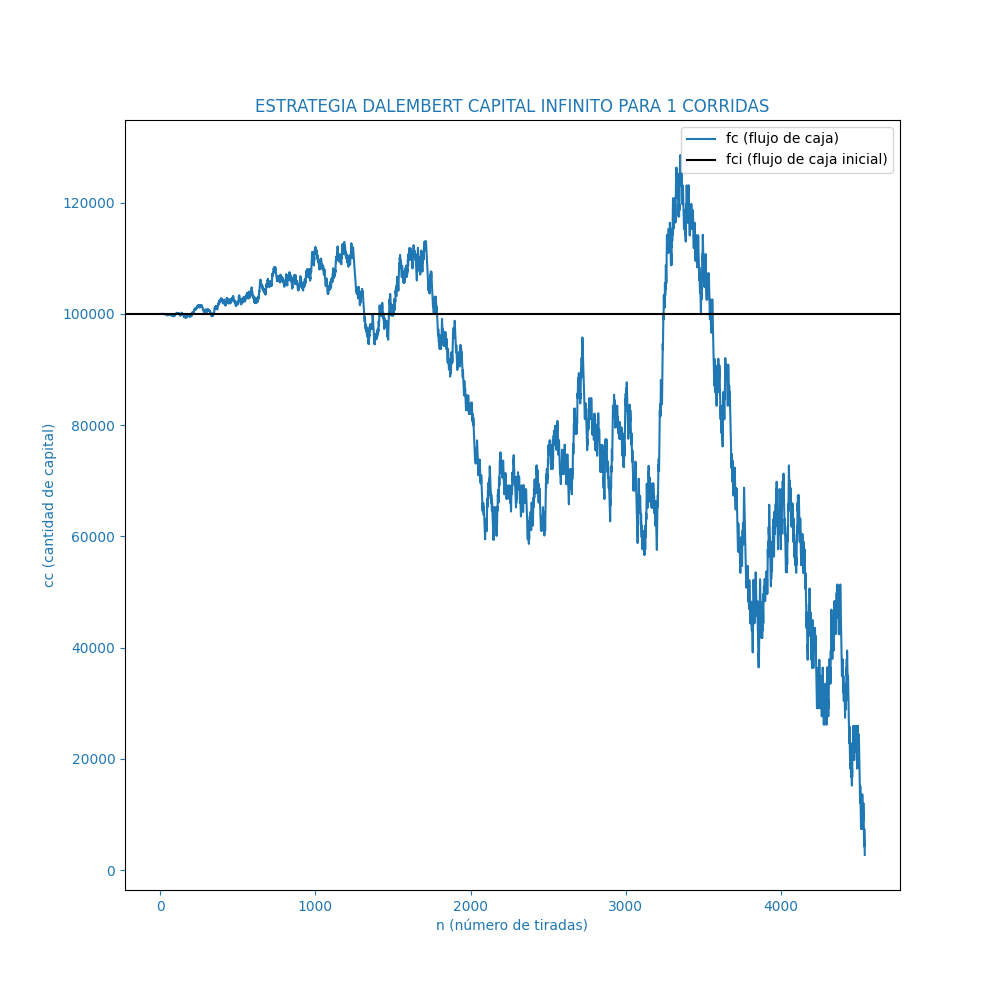 ESTRATEGIA DALEMBERT CAPITAL INFINITO PARA 1 CORRIDAS
fc (flujo de caja)
fci (flujo de caja inicial)
120000
100000
80000
60000
40000
20000
0
cc (cantidad de capital)
0 1000 2000 3000 4000
n (número de tiradas)